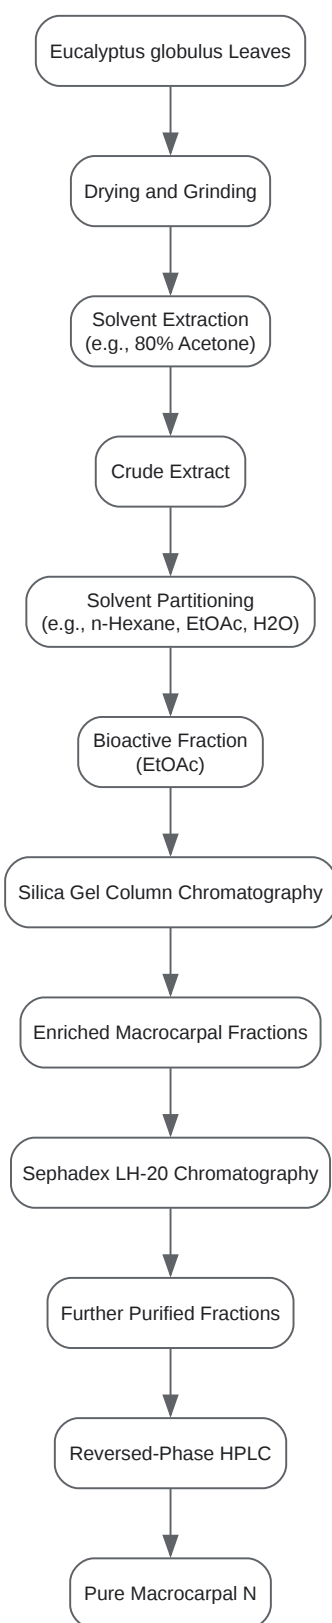 Eucalyptus globulus Leaves
Drying and Grinding
Solvent Extraction
(e.g., 80% Acetone)
Crude Extract
Solvent Partitioning
(e.g., n-Hexane, EtOAc, H2O)
Bioactive Fraction
(EtOAc)
Silica Gel Column Chromatography
Enriched Macrocarpal Fractions
Sephadex LH-20 Chromatography
Further Purified Fractions
Reversed-Phase HPLC
Pure Macrocarpal N